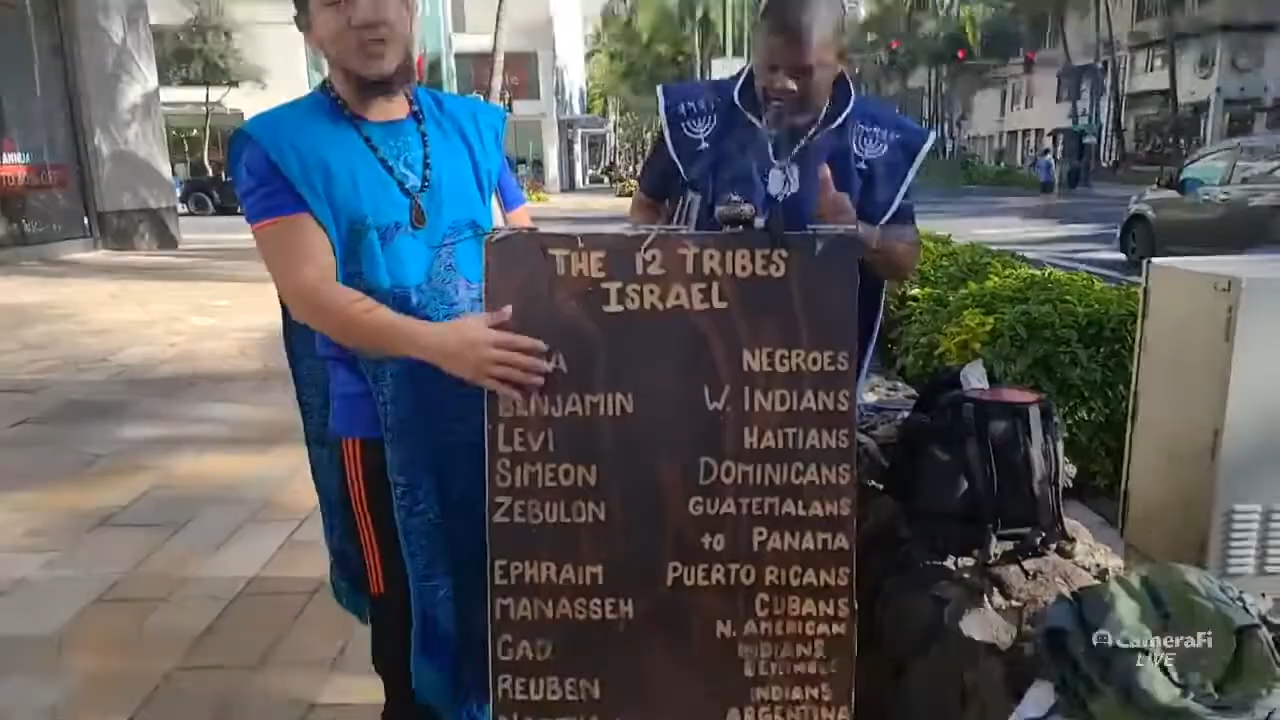 THE 12 TRIBES
ISRAEL
NEGROES
BENJAMIN W. INDIANS
LEVI HAITIANS
SIMEON DOMINICANS
ZEBULON GUATEMALANS
to PANAMA
EPHRAIM PUERTO RICANS
MANASSEH CUBANS
N. AMERICAN
GAD INDIANS
REUBEN INDIANS
ARGENTINA
CameraFi
LIVE